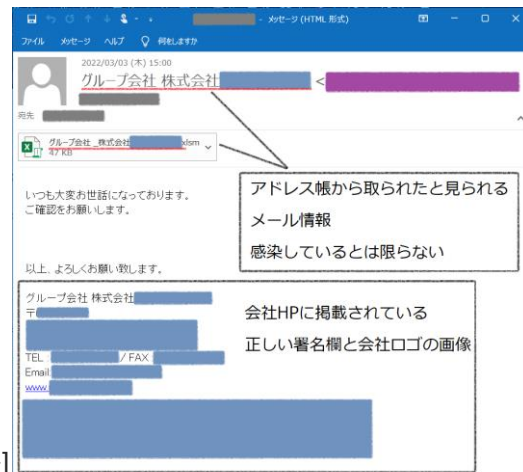 - メッセージ (HTML 形式)
ファイル メッセージ ヘルプ 何をしますか
2022/03/03 (木) 15:00
グループ会社 株式会社 <
宛先
グループ会社 _株式会社 .xlsm
47 KB
アドレス帳から取られたと見られる
メール情報
感染しているとは限らない
いつも大変お世話になっております。
ご確認をお願いします。
以上、よろしくお願い致します。
グループ会社 株式会社
〒
TEL / FAX
Email
www.
会社HPに掲載されている
正しい署名欄と会社ロゴの画像
]